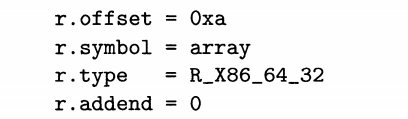 r.offset = 0xa
r.symbol = array
r.type   = R_X86_64_32
r.addend = 0